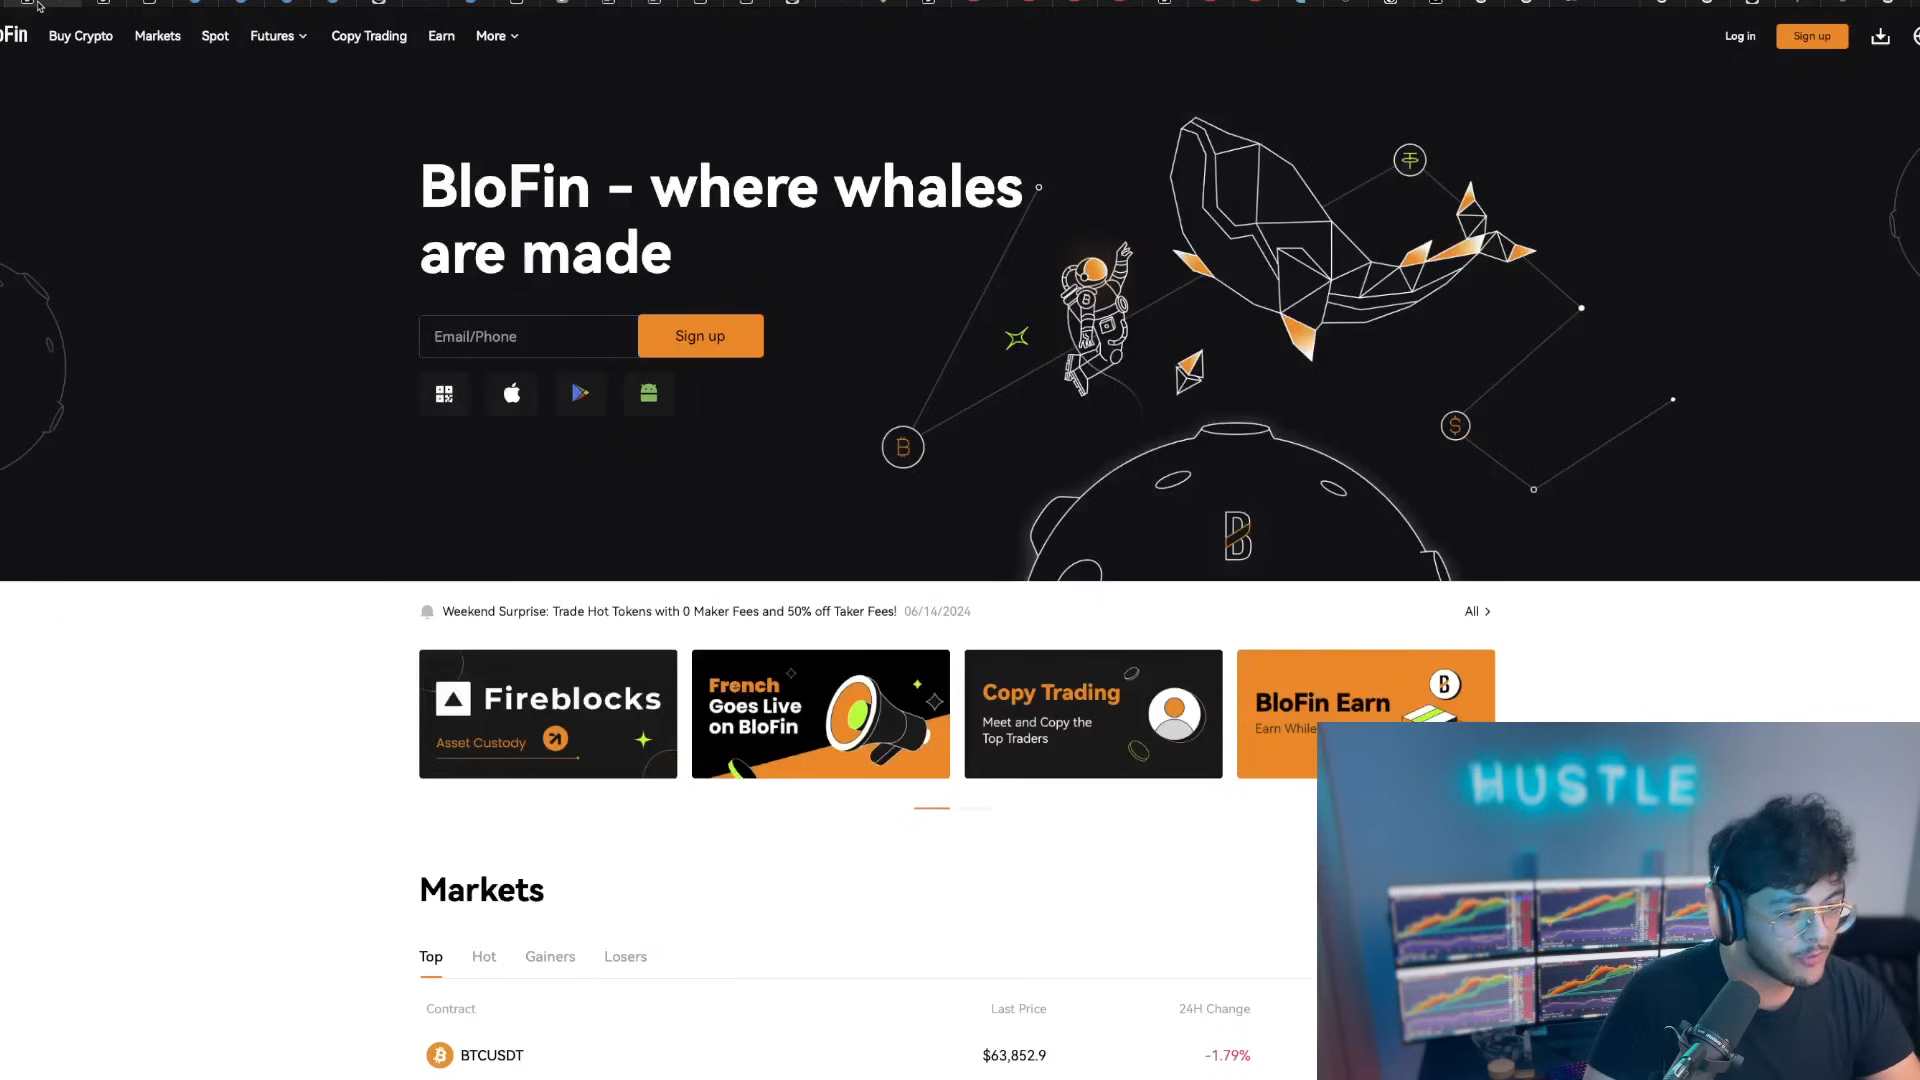 oFin Buy Crypto Markets Spot Futures Copy Trading Earn More Log in Sign up
BloFin - where whales
are made
Email/Phone Sign up
Weekend Surprise: Trade Hot Tokens with 0 Maker Fees and 50% off Taker Fees! 06/14/2024 All
Fireblocks
Asset Custody
French
Goes Live
on BloFin
Copy Trading
Meet and Copy the
Top Traders
BloFin Earn
Earn While
HUSTLE
Markets
Top Hot Gainers Losers
Contract Last Price 24H Change
BTCUSDT $63,852.9 -1.79%